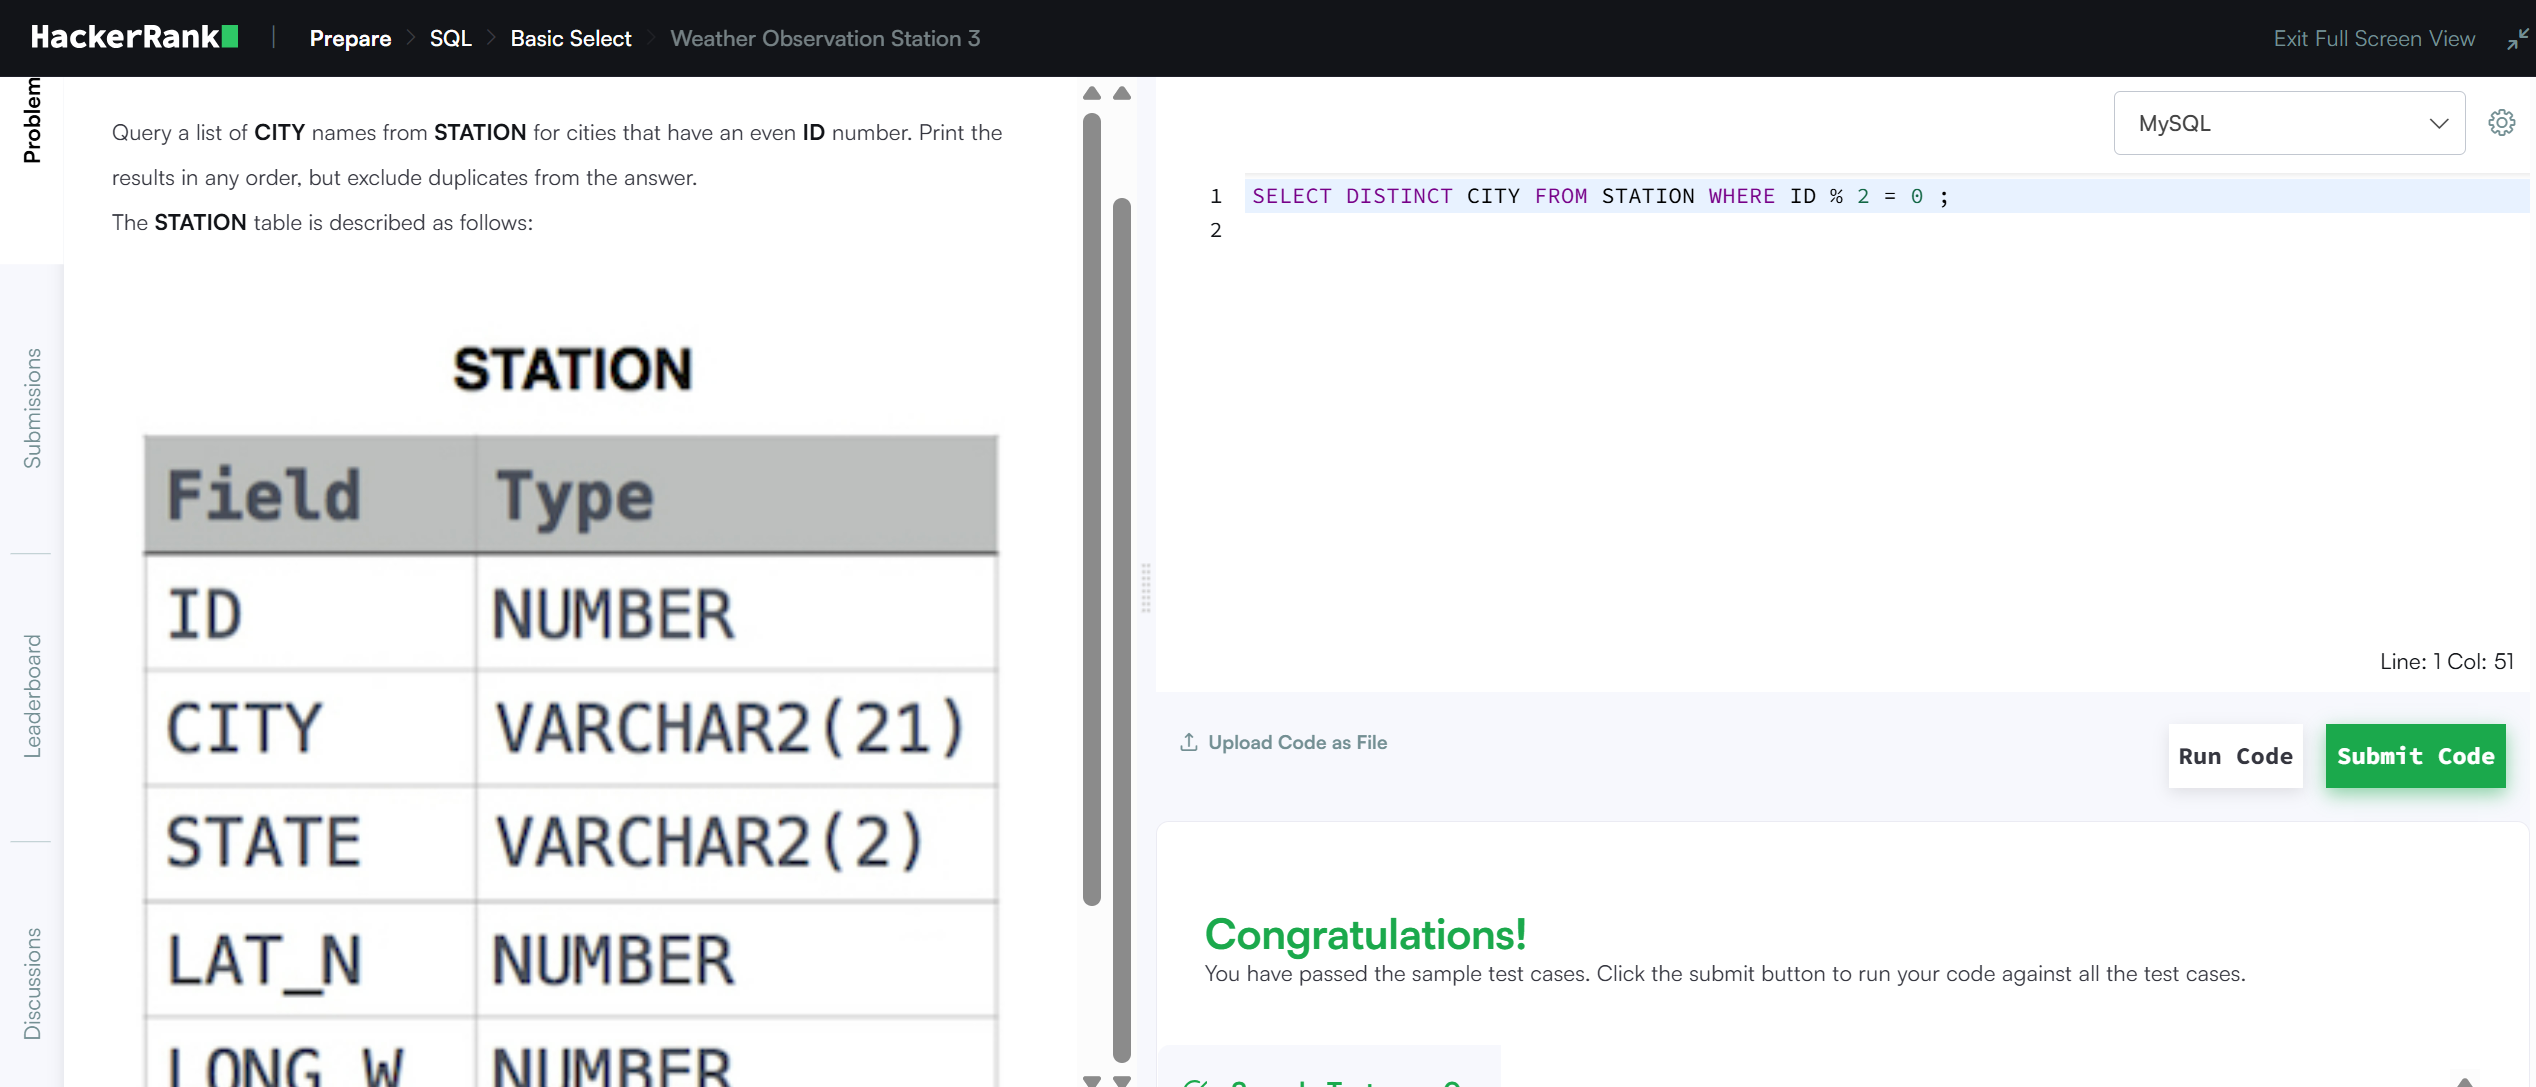 HackerRank | Prepare > SQL > Basic Select > Weather Observation Station 3
Exit Full Screen View
Problem
Submissions
Leaderboard
Discussions
Query a list of CITY names from STATION for cities that have an even ID number. Print the
results in any order, but exclude duplicates from the answer.
The STATION table is described as follows:
STATION
Field Type
ID NUMBER
CITY VARCHAR2(21)
STATE VARCHAR2(2)
LAT_N NUMBER
LONG_W NUMBER
MySQL
1 SELECT DISTINCT CITY FROM STATION WHERE ID % 2 = 0 ;
2
Line: 1 Col: 51
Upload Code as File
Run Code
Submit Code
Congratulations!
You have passed the sample test cases. Click the submit button to run your code against all the test cases.